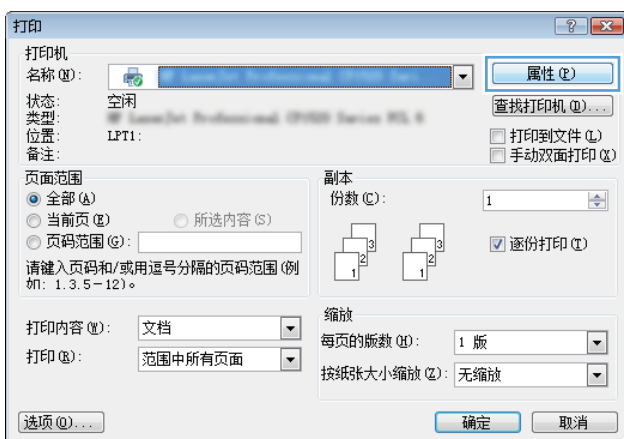 打印
打印机
名称(N):
属性(P)
状态: 空闲
查找打印机(D)...
类型:
位置: LPT1:
打印到文件(L)
备注:
手动双面打印(X)
页面范围
全部(A)
当前页(E) 所选内容(S)
页码范围(G):
请键入页码和/或用逗号分隔的页码范围(例
如: 1.3.5-12)。
副本
份数(C): 1
逐份打印(T)
1 2 3 1 2 3
打印内容(W): 文档
打印(R): 范围中所有页面
缩放
每页的版数(H): 1 版
按纸张大小缩放(Z): 无缩放
选项(O)...
确定 取消